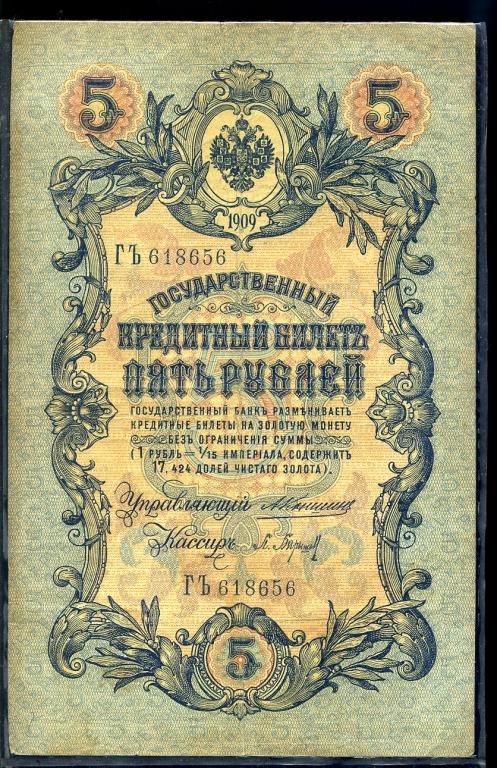 5 5
1909
ГЪ 618656
ГОСУДАРСТВЕННЫЙ
КРЕДИТНЫЙ БИЛЕТЪ
ПЯТЬ РУБЛЕЙ
ГОСУДАРСТВЕННЫЙ БАНКЪ РАЗМѢНИВАЕТЪ
КРЕДИТНЫЕ БИЛЕТЫ НА ЗОЛОТУЮ МОНЕТУ
БЕЗЪ ОГРАНИЧЕНІЯ СУММЫ
(1 РУБЛЬ = 1/15 ИМПЕРІАЛА, СОДЕРЖИТЪ
17, 424 ДОЛЕЙ ЧИСТАГО ЗОЛОТА).
Управляющій
Кассиръ
ГЪ 618656
5